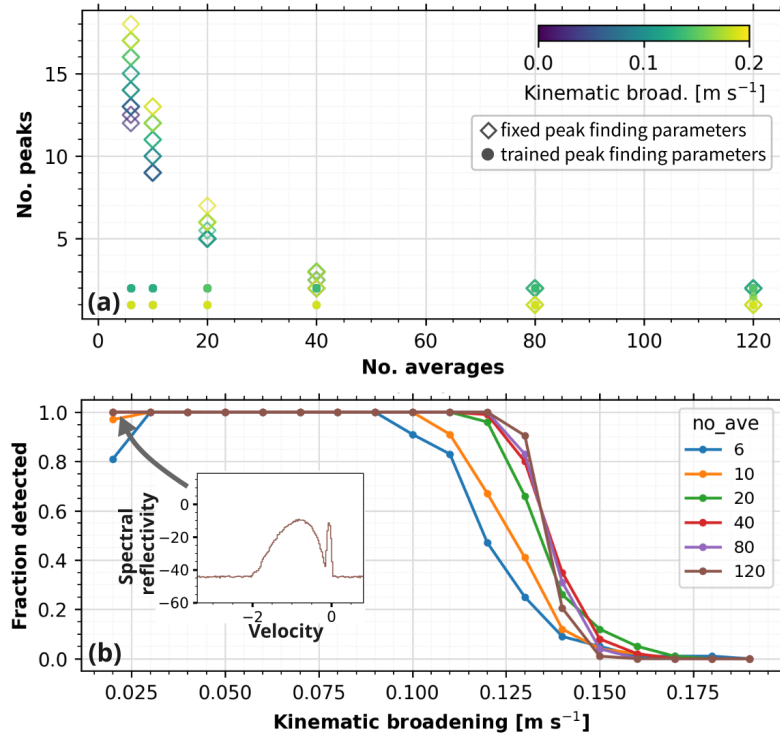 15
10
5
No. peaks
0.0
0.1
0.2
Kinematic broad. [m s⁻¹]
fixed peak finding parameters
trained peak finding parameters
(a)
0
20
40
60
80
100
120
No. averages
1.0
0.8
0.6
0.4
0.2
0.0
Fraction detected
no_ave
6
10
20
40
80
120
Spectral
reflectivity
0
−20
−40
−60
−2
0
Velocity
(b)
0.025
0.050
0.075
0.100
0.125
0.150
0.175
Kinematic broadening [m s⁻¹]